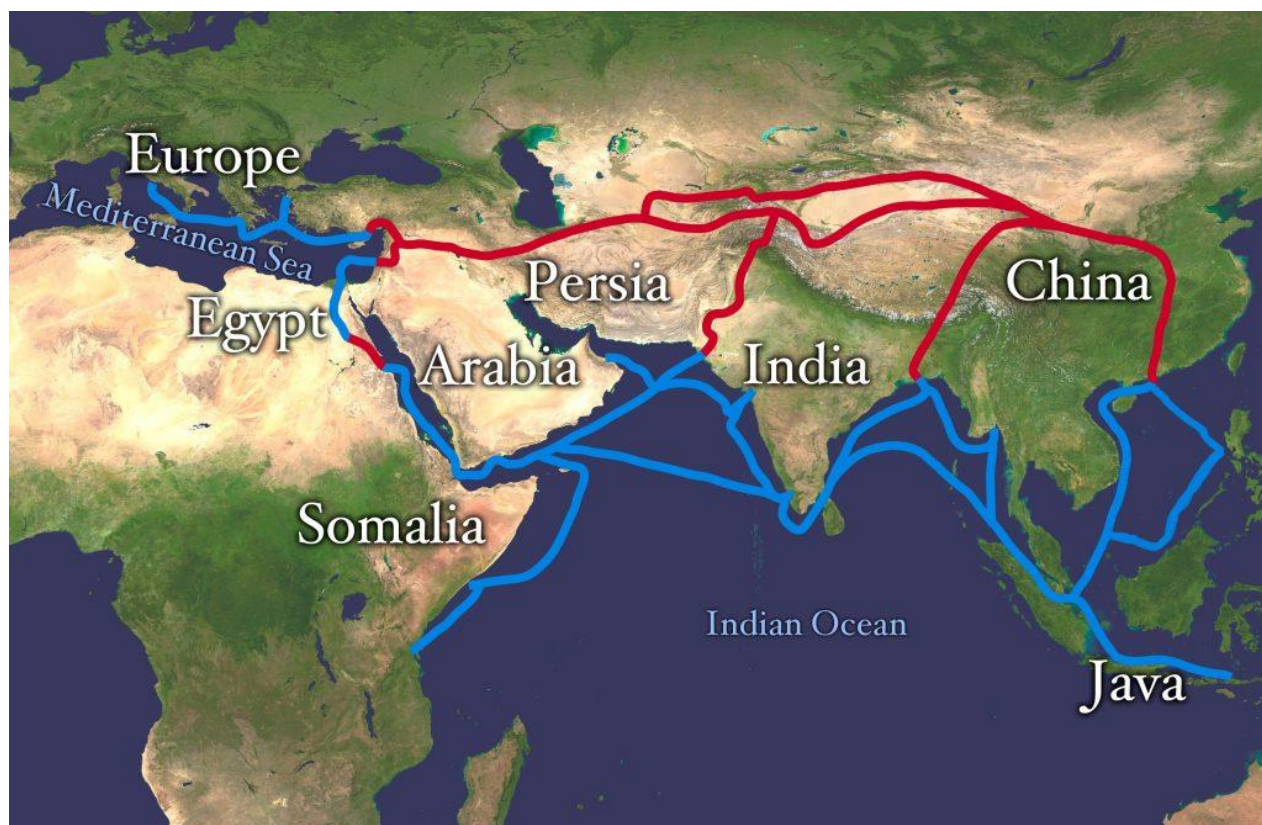 Europe
Mediterranean Sea
Egypt
Persia
China
Arabia
India
Somalia
Indian Ocean
Java